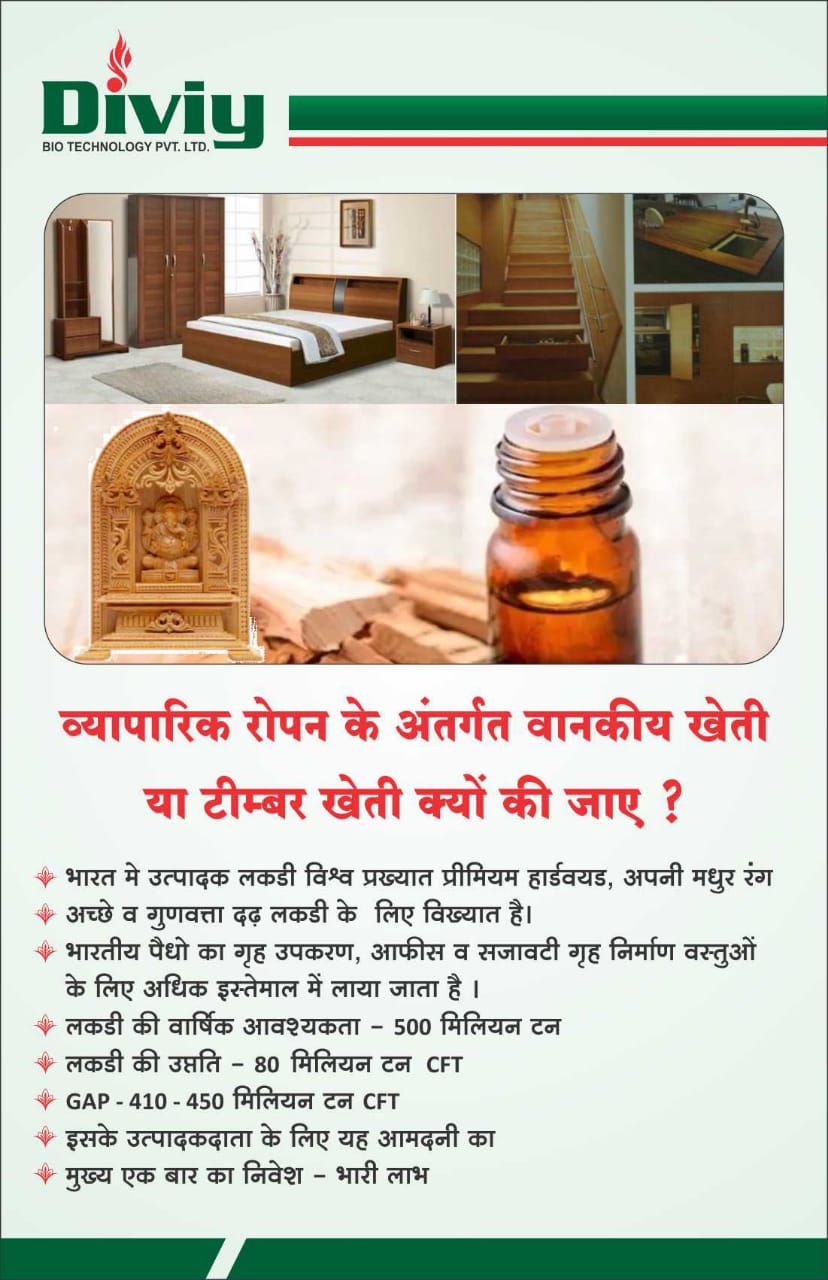 Diviy
BIO TECHNOLOGY PVT. LTD.
व्यापारिक रोपन के अंतर्गत वानकीय खेती
या टीम्बर खेती क्यों की जाए ?
भारत मे उत्पादक लकडी विश्व प्रख्यात प्रीमियम हार्डवयड, अपनी मधुर रंग
अच्छे व गुणवत्ता दढ़ लकडी के लिए विख्यात है।
भारतीय पैधो का गृह उपकरण, आफीस व सजावटी गृह निर्माण वस्तुओं
के लिए अधिक इस्तेमाल में लाया जाता है ।
लकडी की वार्षिक आवश्यकता – 500 मिलियन टन
लकडी की उप्तति – 80 मिलियन टन CFT
GAP - 410 - 450 मिलियन टन CFT
इसके उत्पादकदाता के लिए यह आमदनी का
मुख्य एक बार का निवेश – भारी लाभ